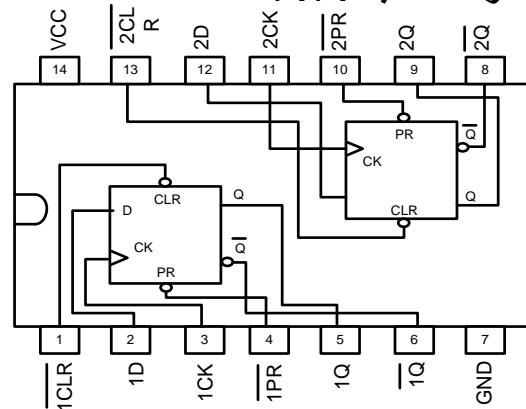 VCC
2CLR
2D
2CK
2PR
2Q
2Q
14 13 12 11 10 9 8
PR
Q
CK
CLR
Q
CLR
D
Q
CK
Q
PR
1 2 3 4 5 6 7
1CLR
1D
1CK
1PR
1Q
1Q
GND